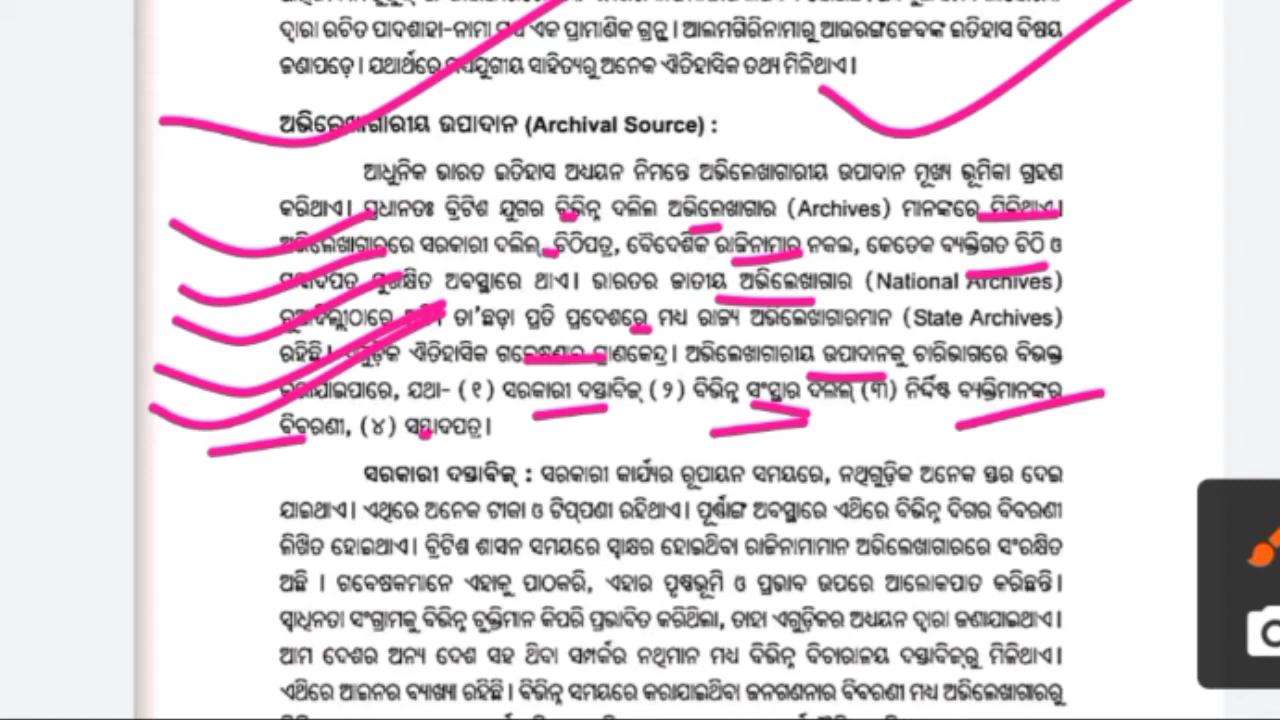 ଦ୍ୱାରା ରଚିତ ପାଦଶାହା-ନାମା ଏକ ପ୍ରାମାଣିକ ଗ୍ରନ୍ଥ । ଆଲମଗିରିନାମାରୁ ଆଉରଙ୍ଗଜେବଙ୍କ ଇତିହାସ ବିଷୟ
ଜଣାପଡ଼େ । ଯଥାର୍ଥରେ ମଧ୍ୟଯୁଗୀୟ ସାହିତ୍ୟରୁ ଅନେକ ଐତିହାସିକ ତଥ୍ୟ ମିଳିଥାଏ ।
ଅଭିଲେଖାଗାରୀୟ ଉପାଦାନ (Archival Source) :
ଆଧୁନିକ ଭାରତ ଇତିହାସ ଅଧ୍ୟୟନ ନିମନ୍ତେ ଅଭିଲେଖାଗାରୀୟ ଉପାଦାନ ମୁଖ୍ୟ ଭୂମିକା ଗ୍ରହଣ
କରିଥାଏ । ପ୍ରଧାନତଃ ବ୍ରିଟିଶ ଯୁଗର ବିଭିନ୍ନ ଦଲିଲ ଅଭିଲେଖାଗାର (Archives) ମାନଙ୍କରେ ମିଳିଥାଏ ।
ଅଭିଲେଖାଗାରରେ ସରକାରୀ ଦଲିଲ୍, ଚିଠିପତ୍ର, ବୈଦେଶିକ ରାଜିନାମାର ନକଲ, କେତେକ ବ୍ୟକ୍ତିଗତ ଚିଠି ଓ
ସମ୍ବାଦପତ୍ର ସୁରକ୍ଷିତ ଅବସ୍ଥାରେ ଥାଏ । ଭାରତର ଜାତୀୟ ଅଭିଲେଖାଗାର (National Archives)
ନୂଆଦିଲ୍ଲୀଠାରେ ଅଛି । ତା'ଛଡ଼ା ପ୍ରତି ପ୍ରଦେଶରେ ମଧ୍ୟ ରାଜ୍ୟ ଅଭିଲେଖାଗାରମାନ (State Archives)
ରହିଛି । ଏଗୁଡ଼ିକ ଐତିହାସିକ ଗବେଷଣାର ପ୍ରାଣକେନ୍ଦ୍ର । ଅଭିଲେଖାଗାରୀୟ ଉପାଦାନକୁ ଚାରିଭାଗରେ ବିଭକ୍ତ
କରାଯାଇପାରେ, ଯଥା- (୧) ସରକାରୀ ଦସ୍ତାବିଜ୍ (୨) ବିଭିନ୍ନ ସଂସ୍ଥାର ଦଲିଲ୍ (୩) ନିର୍ଦ୍ଦିଷ୍ଟ ବ୍ୟକ୍ତିମାନଙ୍କର
ବିବରଣୀ, (୪) ସମ୍ବାଦପତ୍ର ।
ସରକାରୀ ଦସ୍ତାବିଜ୍ : ସରକାରୀ କାର୍ଯ୍ୟର ରୂପାୟନ ସମୟରେ, ନଥିଗୁଡ଼ିକ ଅନେକ ସ୍ତର ଦେଇ
ଯାଇଥାଏ । ଏଥିରେ ଅନେକ ଟୀକା ଓ ଟିପ୍ପଣୀ ରହିଥାଏ । ପୂର୍ଣ୍ଣାଙ୍ଗ ଅବସ୍ଥାରେ ଏଥିରେ ବିଭିନ୍ନ ଦିଗର ବିବରଣୀ
ଲିଖିତ ହୋଇଥାଏ । ବ୍ରିଟିଶ ଶାସନ ସମୟରେ ସ୍ୱାକ୍ଷର ହୋଇଥିବା ରାଜିନାମାମାନ ଅଭିଲେଖାଗାରରେ ସଂରକ୍ଷିତ
ଅଛି । ଗବେଷକମାନେ ଏହାକୁ ପାଠକରି, ଏହାର ପୃଷ୍ଠଭୂମି ଓ ପ୍ରଭାବ ଉପରେ ଆଲୋକପାତ କରିଛନ୍ତି ।
ସ୍ୱାଧିନତା ସଂଗ୍ରାମକୁ ବିଭିନ୍ନ ଚୁକ୍ତିମାନ କିପରି ପ୍ରଭାବିତ କରିଥିଲା, ତାହା ଏଗୁଡ଼ିକର ଅଧ୍ୟୟନ ଦ୍ୱାରା ଜଣାଯାଇଥାଏ ।
ଆମ ଦେଶର ଅନ୍ୟ ଦେଶ ସହ ଥିବା ସମ୍ପର୍କର ନଥିମାନ ମଧ୍ୟ ବିଭିନ୍ନ ବିଚାରାଳୟ ଦସ୍ତାବିଜ୍‌ରୁ ମିଳିଥାଏ ।
ଏଥିରେ ଆଇନର ବ୍ୟାଖ୍ୟା ରହିଛି । ବିଭିନ୍ନ ସମୟରେ କରାଯାଇଥିବା ଜନଗଣନାର ବିବରଣୀ ମଧ୍ୟ ଅଭିଲେଖାଗାରରୁ